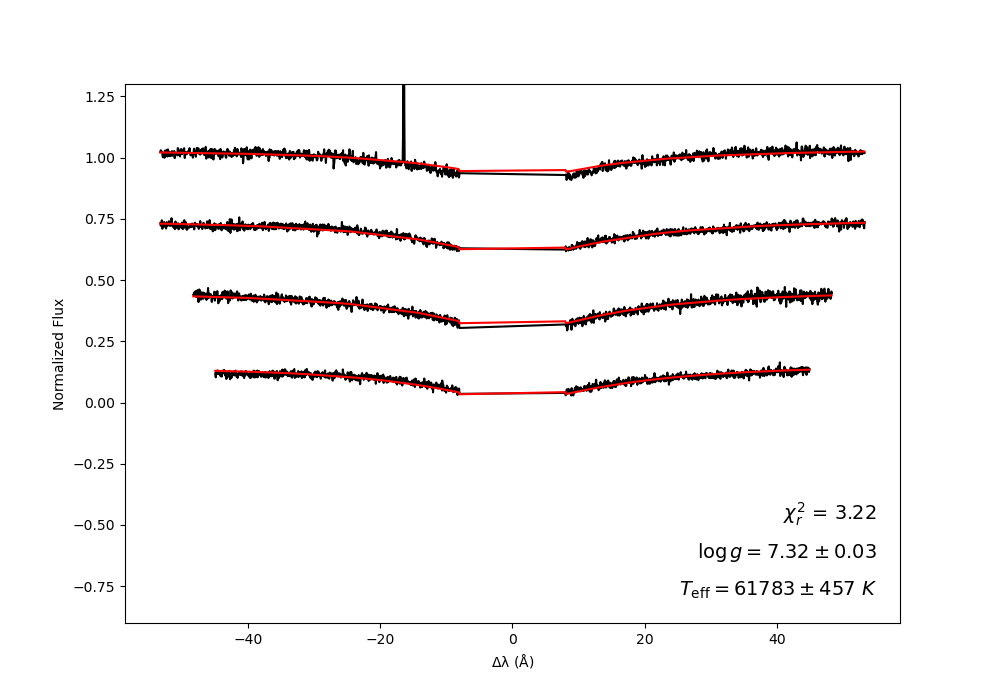 1.25
1.00
0.75
0.50
0.25
0.00
−0.25
−0.50
−0.75
Normalized Flux
χ²ᵣ = 3.22
log g = 7.32 ± 0.03
T_eff = 61783 ± 457 K
−40 −20 0 20 40
Δλ (Å)